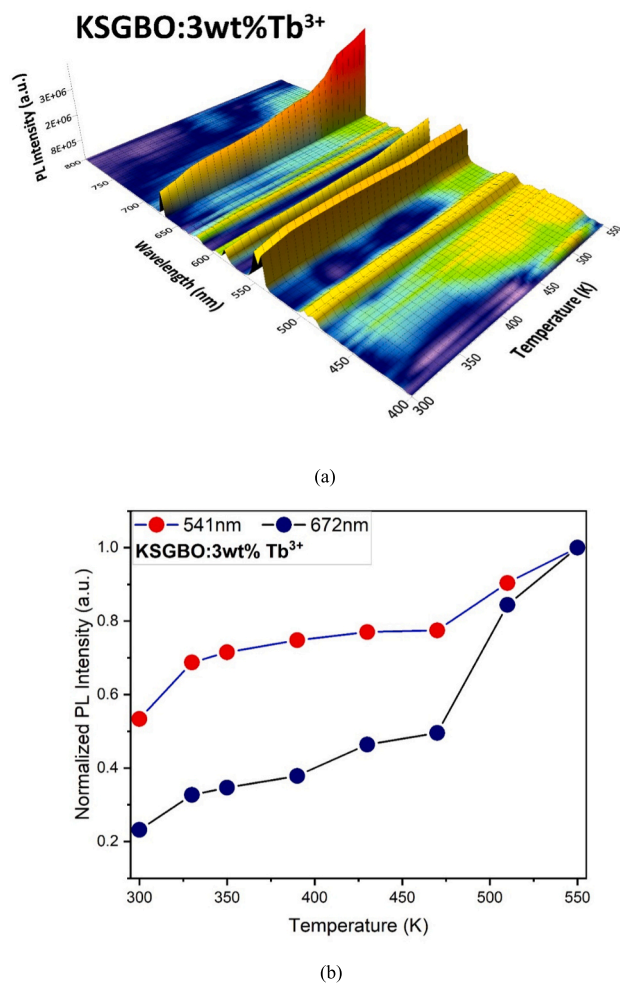 KSGBO:3wt%Tb³⁺
PL Intensity (a.u.)
3E+06
2E+06
8E+05
800
750
700
650
600
550
500
450
400
Wavelength (nm)
300
350
400
450
500
550
Temperature (K)
(a)
541nm 672nm
KSGBO:3wt% Tb³⁺
Normalized PL Intensity (a.u.)
1.0
0.8
0.6
0.4
0.2
300 350 400 450 500 550
Temperature (K)
(b)